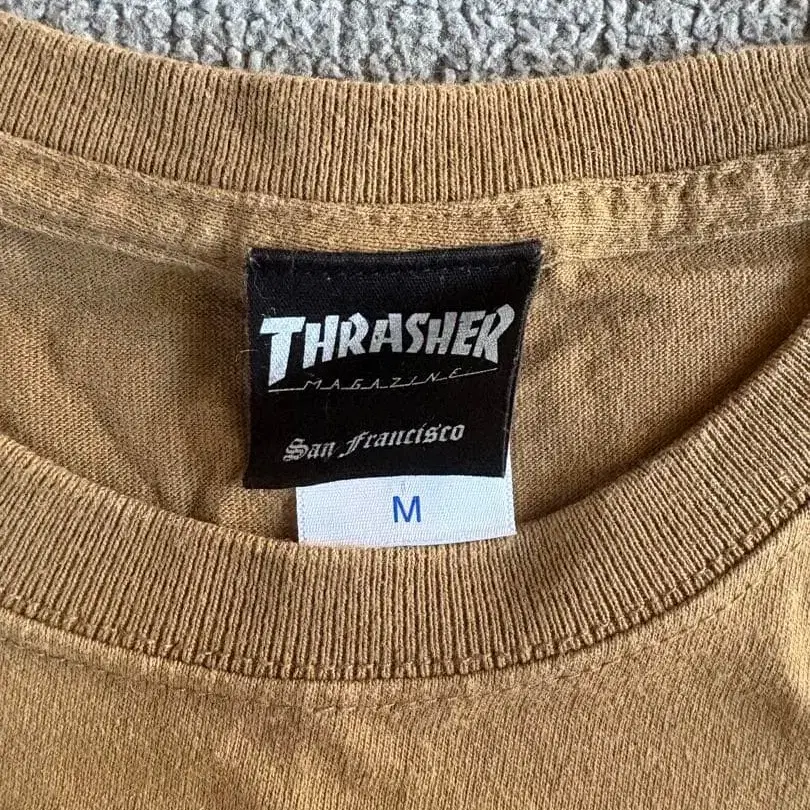 THRASHER
MAGAZINE
San Francisco
M